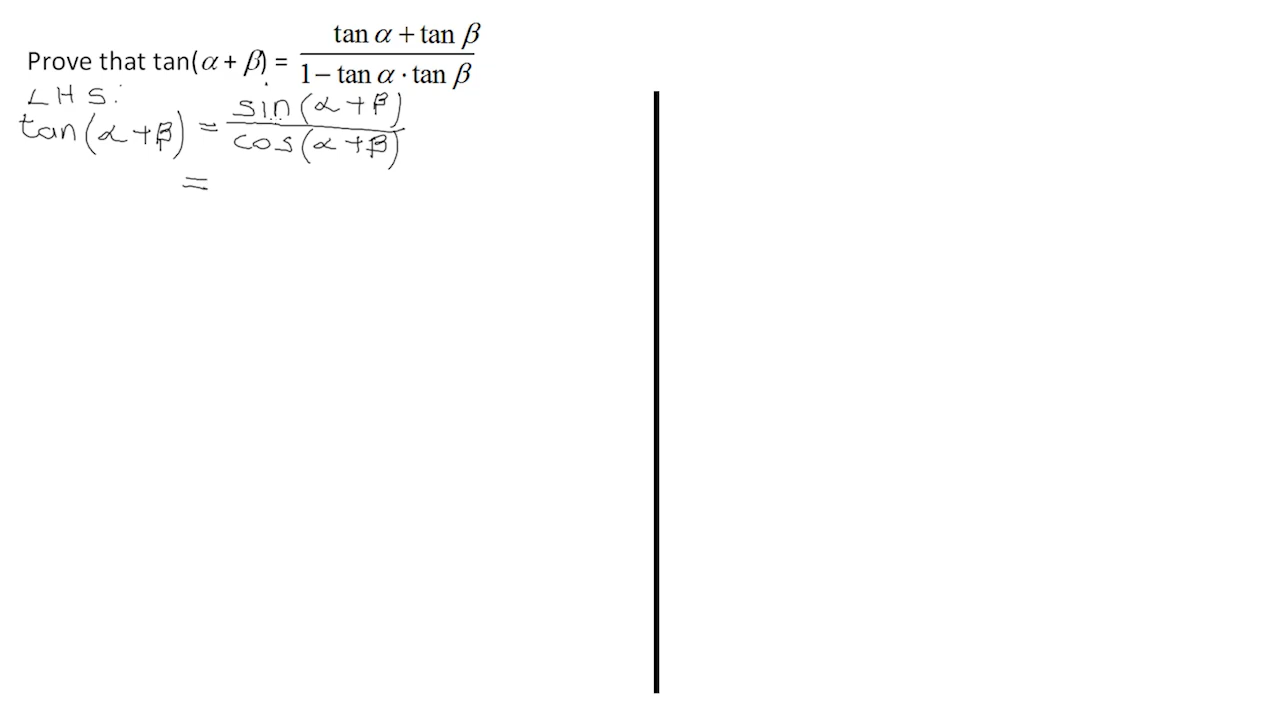 Prove that tan(α + β) = (tan α + tan β) / (1 − tan α · tan β)
LHS:
tan(α + β) = sin(α + β) / cos(α + β)
=